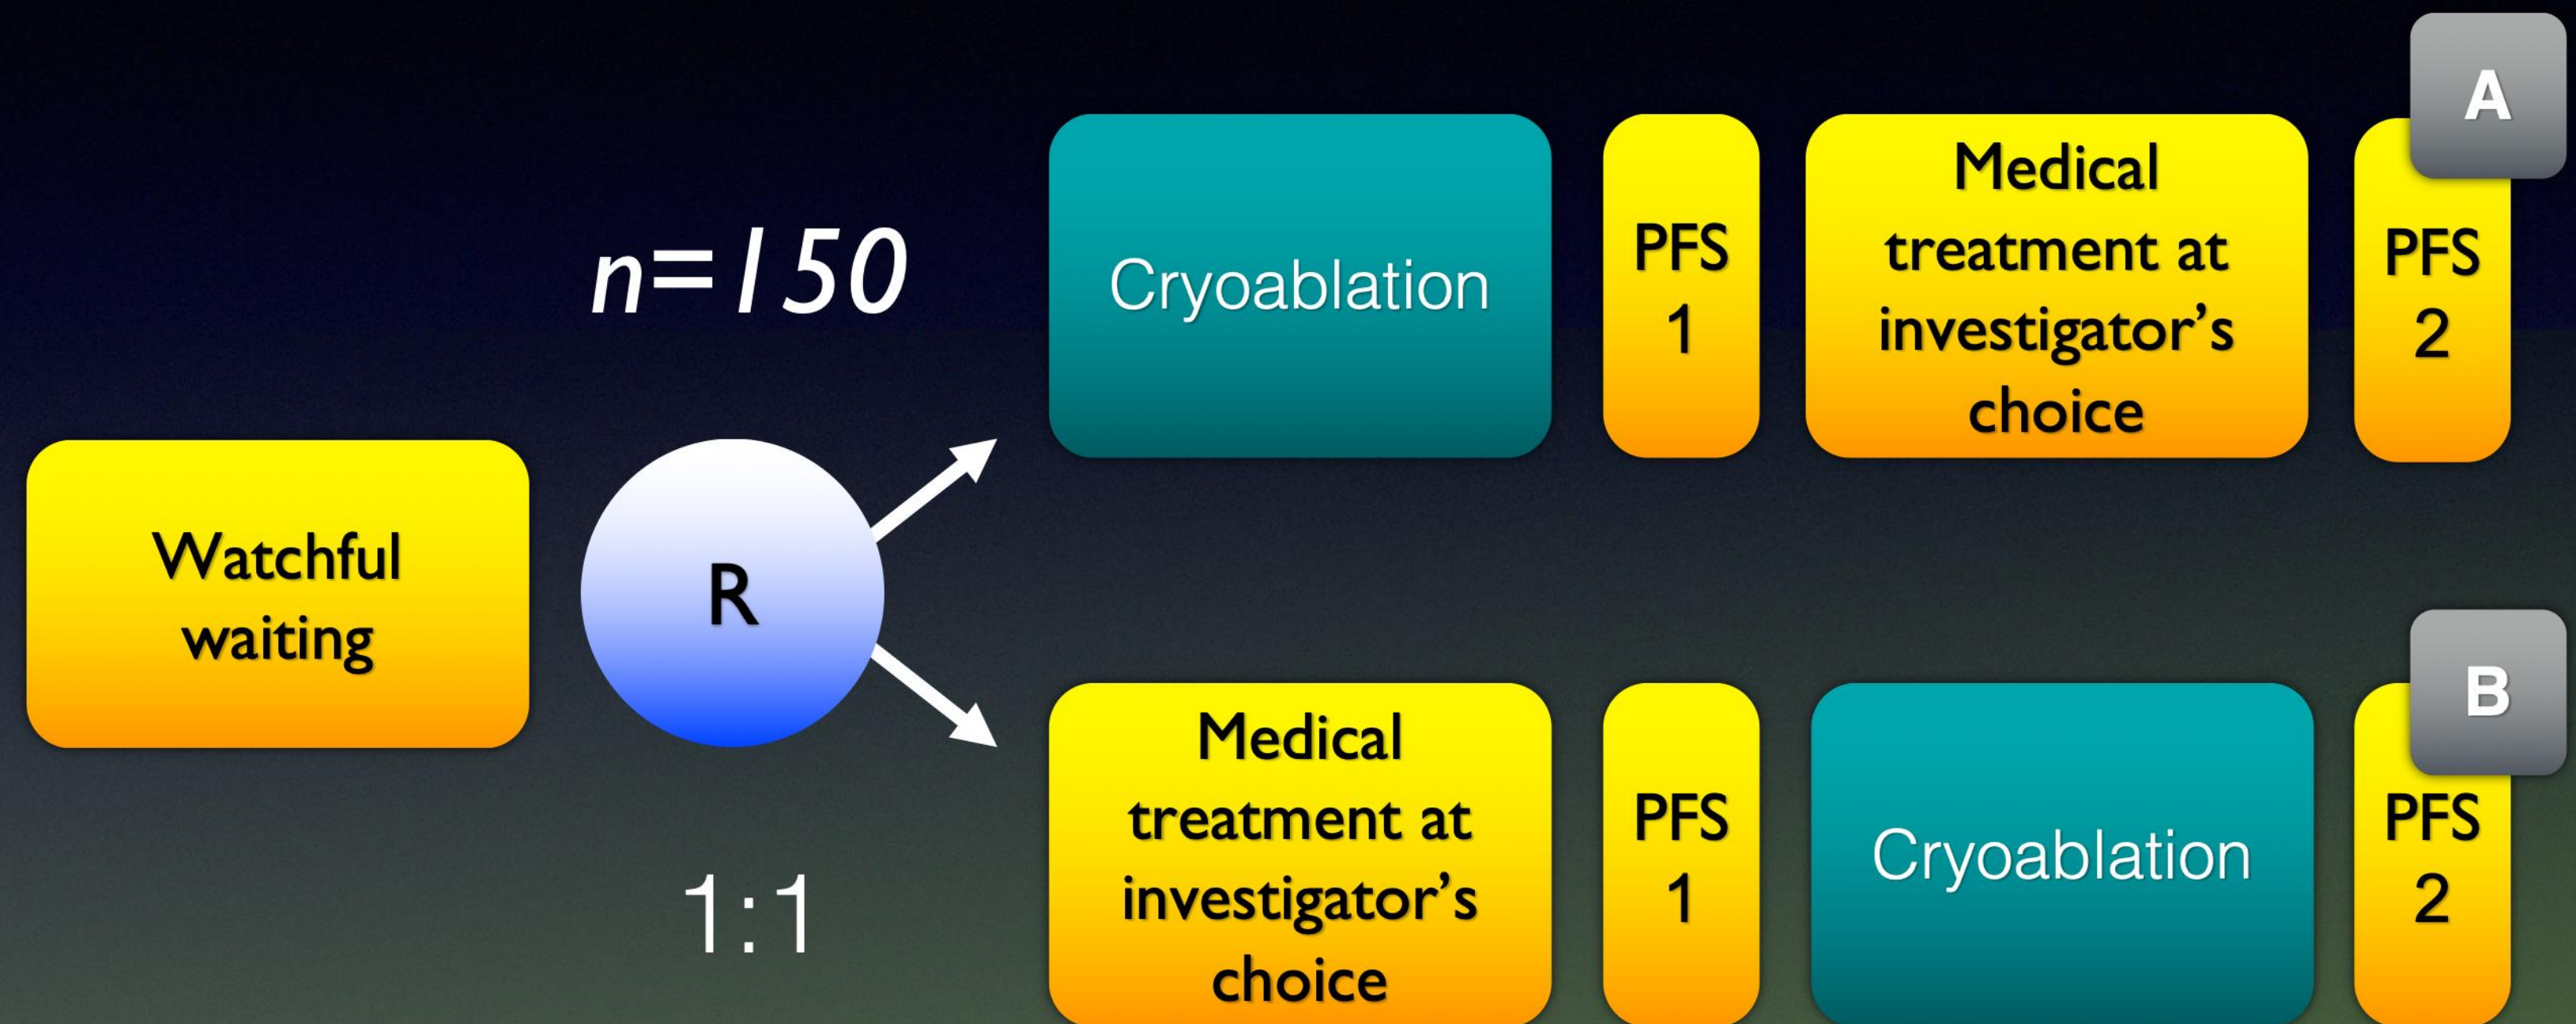 A
n=150
Cryoablation
PFS
1
Medical
treatment at
investigator's
choice
PFS
2
Watchful
waiting
R
1:1
B
Medical
treatment at
investigator's
choice
PFS
1
Cryoablation
PFS
2